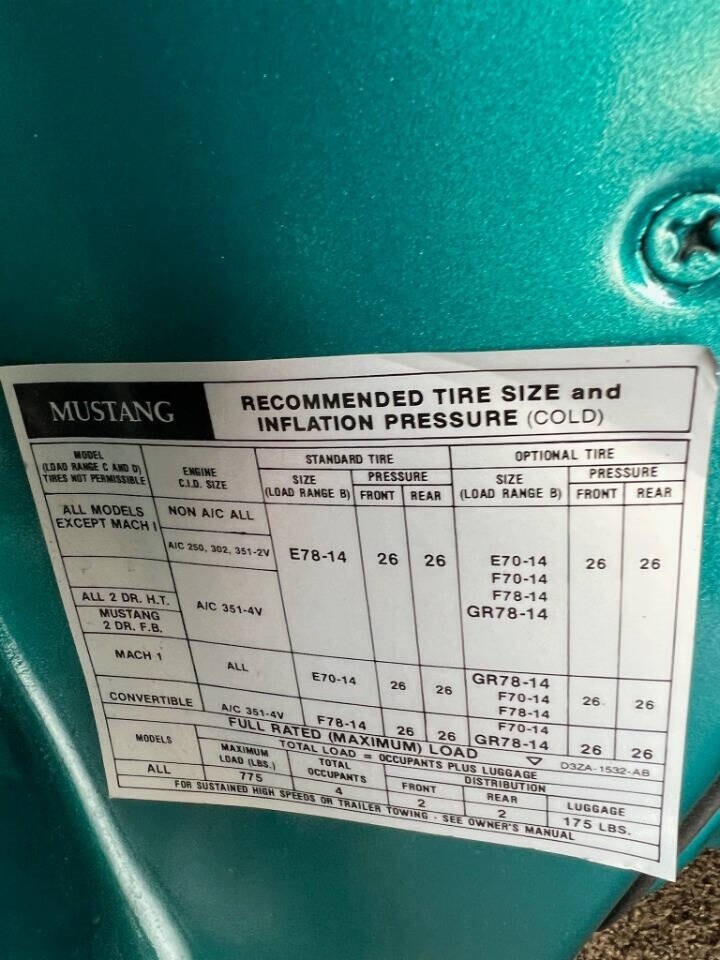 MUSTANG
RECOMMENDED TIRE SIZE and
INFLATION PRESSURE (COLD)
MODEL
(LOAD RANGE C AND D)
TIRES NOT PERMISSIBLE
ENGINE
C.I.D. SIZE
STANDARD TIRE
OPTIONAL TIRE
SIZE
(LOAD RANGE B)
PRESSURE
FRONT REAR
SIZE
(LOAD RANGE B)
PRESSURE
FRONT REAR
ALL MODELS
EXCEPT MACH I
NON A/C ALL
A/C 250, 302, 351-2V
E78-14 26 26
E70-14
F70-14
F78-14
GR78-14
26 26
ALL 2 DR. H.T.
MUSTANG
2 DR. F.B.
A/C 351-4V
MACH 1
ALL
E70-14 26 26
GR78-14
F70-14
F78-14
26 26
CONVERTIBLE
A/C 351-4V
F78-14 26 26
F70-14
GR78-14
26 26
FULL RATED (MAXIMUM) LOAD
TOTAL LOAD = OCCUPANTS PLUS LUGGAGE
D3ZA-1532-AB
MODELS
MAXIMUM
LOAD (LBS.)
TOTAL
OCCUPANTS
DISTRIBUTION
FRONT REAR LUGGAGE
ALL 775 4 2 2 175 LBS.
FOR SUSTAINED HIGH SPEEDS OR TRAILER TOWING - SEE OWNER'S MANUAL